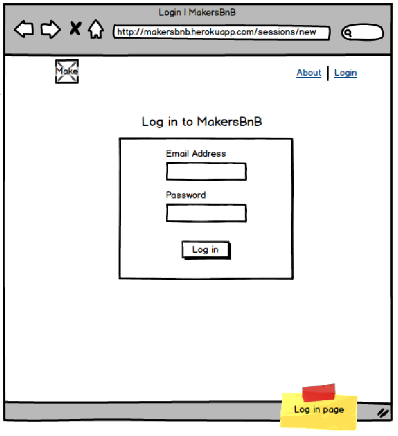 Login | MakersBnB
http://makersbnb.herokuapp.com/sessions/new
Make
About | Login
Log in to MakersBnB
Email Address
Password
Log in
Log in page